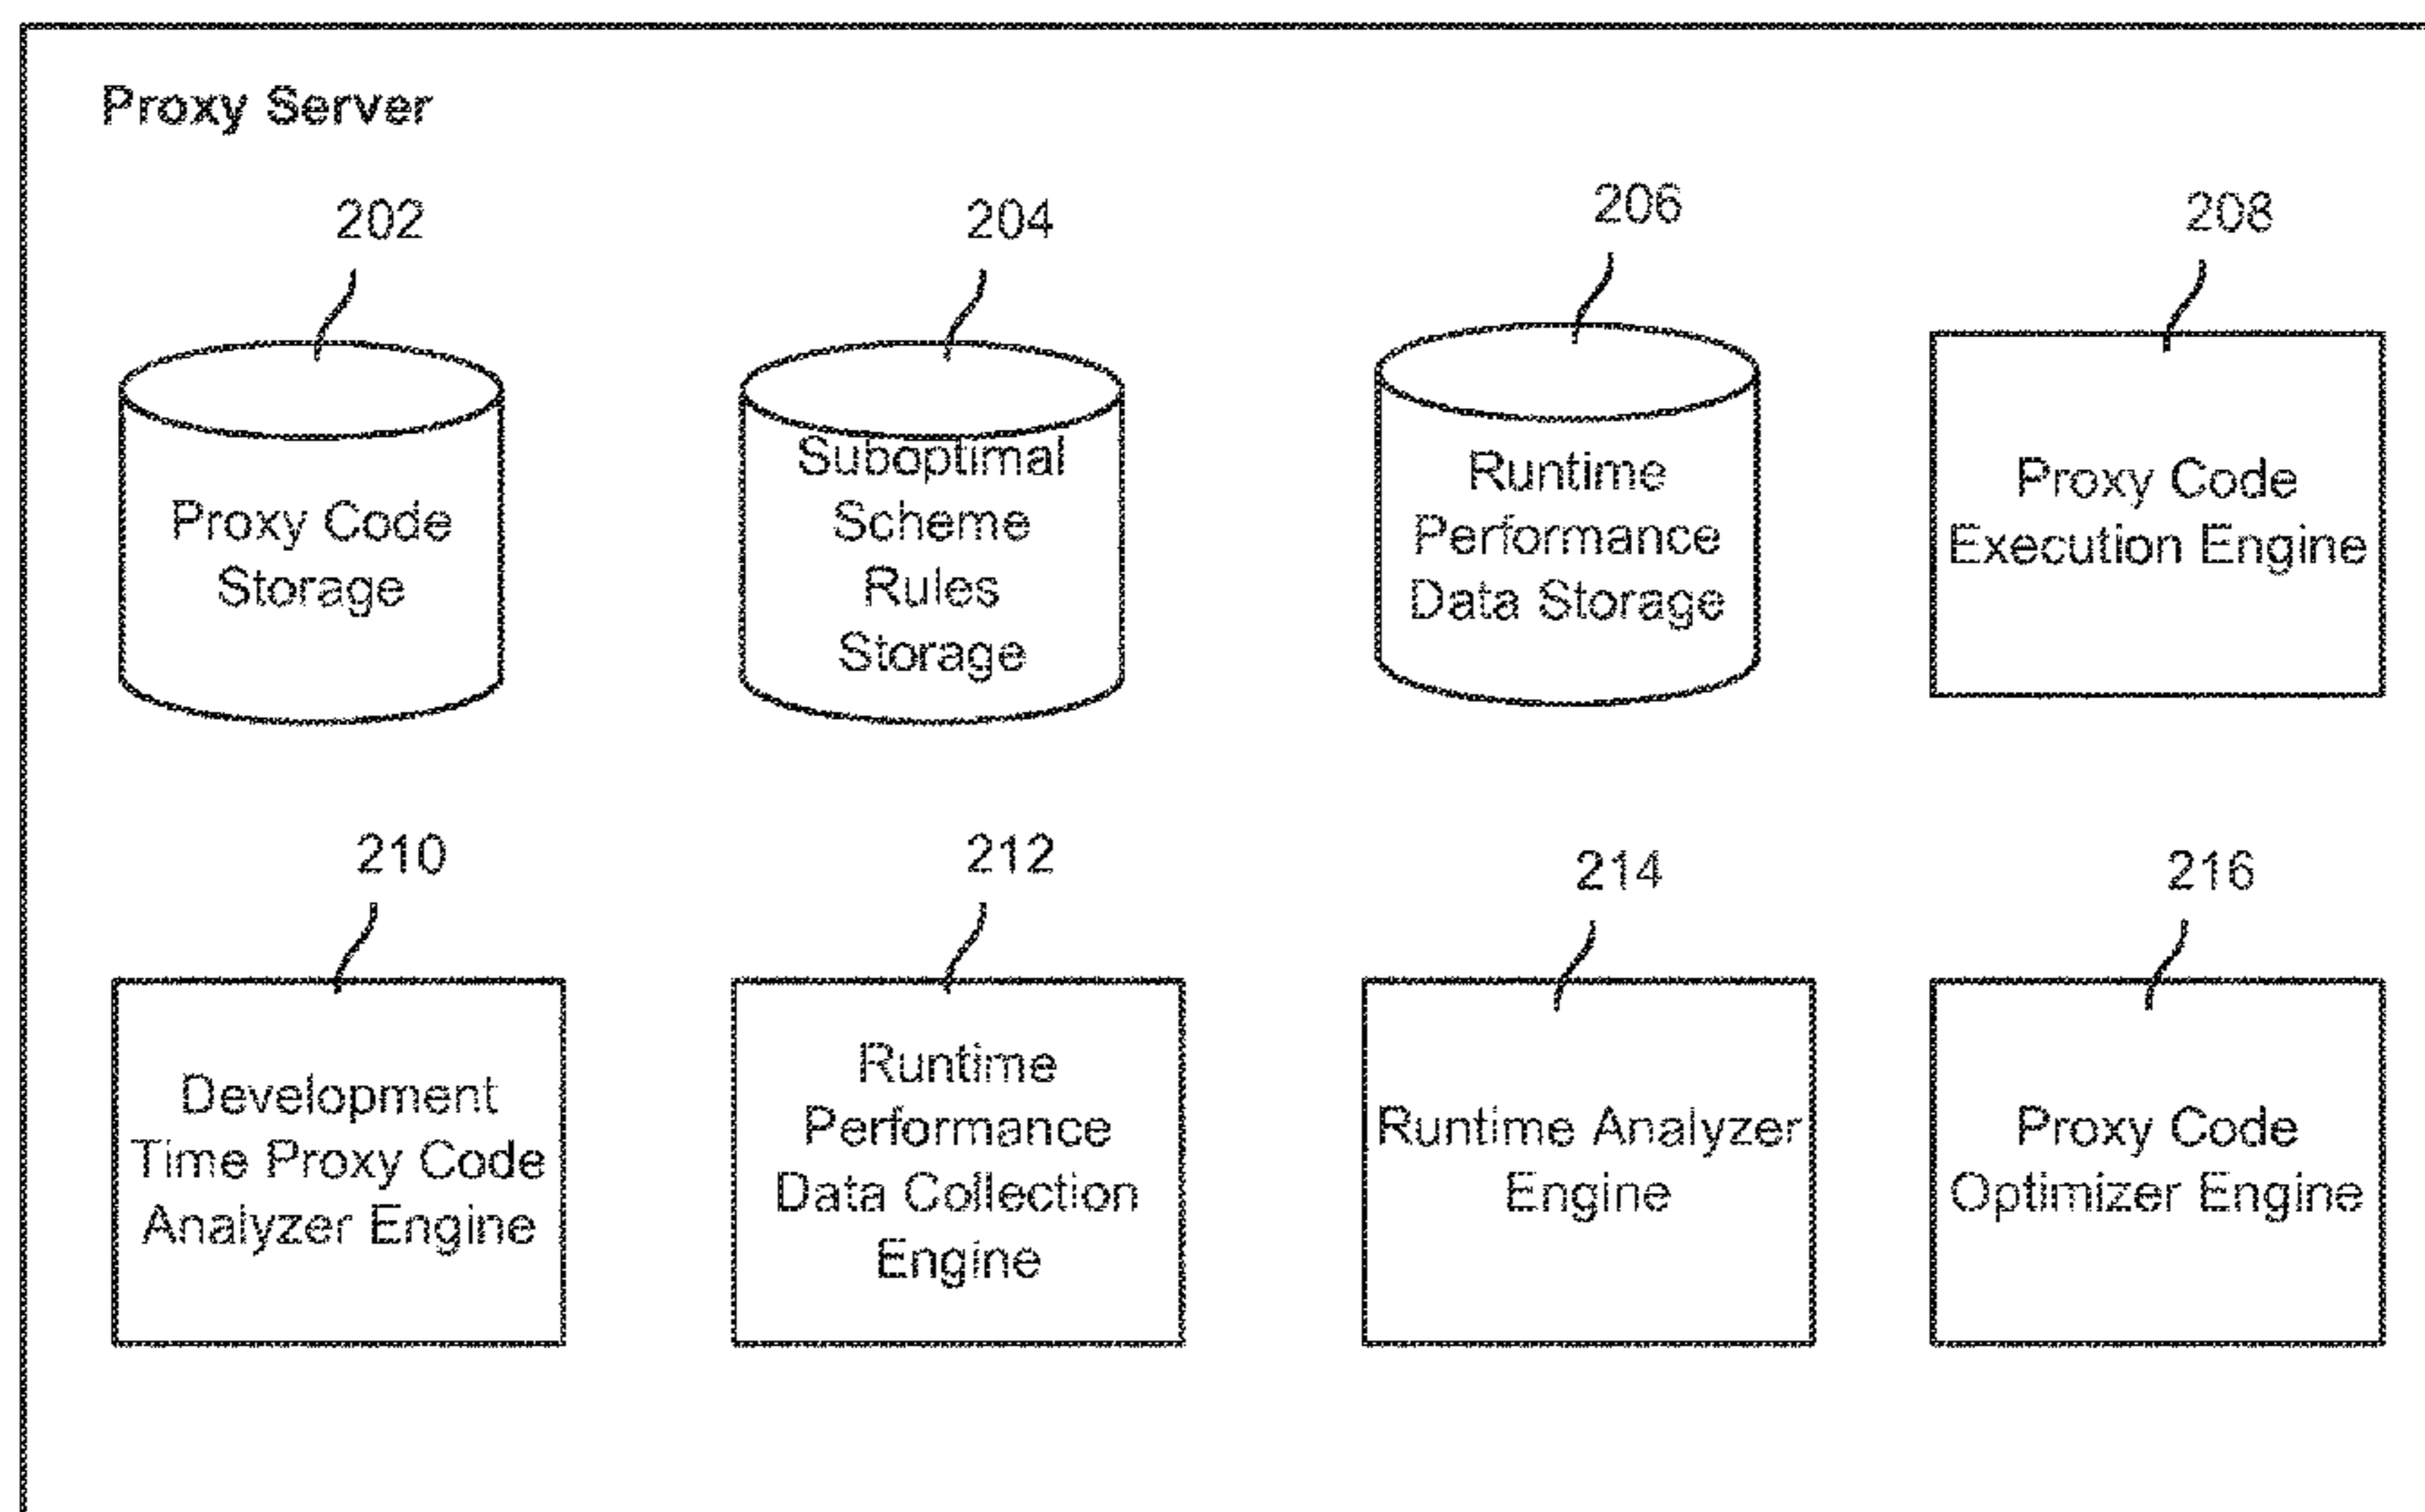 Proxy Server
202
204
206
208
Proxy Code
Storage
Suboptimal
Scheme
Rules
Storage
Runtime
Performance
Data Storage
Proxy Code
Execution Engine
210
212
214
216
Development
Time Proxy Code
Analyzer Engine
Runtime
Performance
Data Collection
Engine
Runtime Analyzer
Engine
Proxy Code
Optimizer Engine